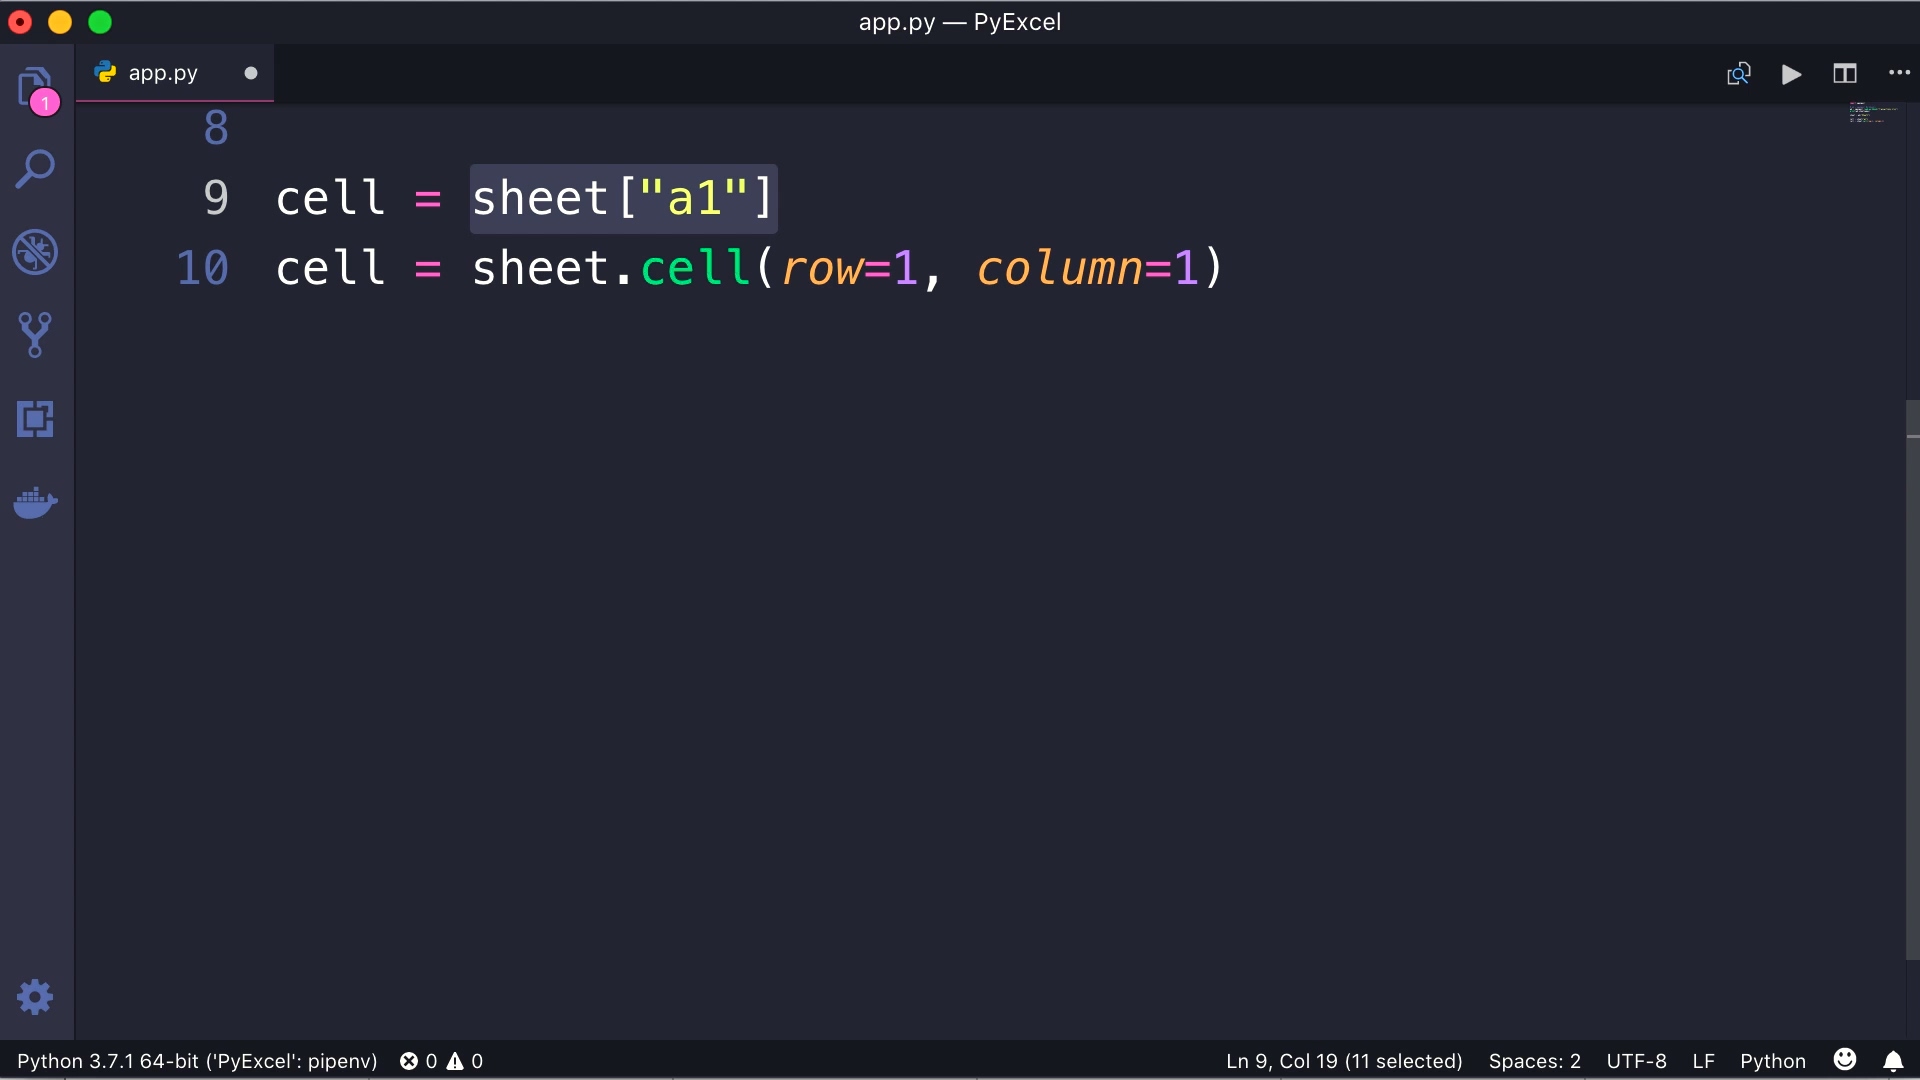 app.py — PyExcel
app.py
1
8
9 cell = sheet["a1"]
10 cell = sheet.cell(row=1, column=1)
Python 3.7.1 64-bit ('PyExcel': pipenv) 0 0 Ln 9, Col 19 (11 selected) Spaces: 2 UTF-8 LF Python